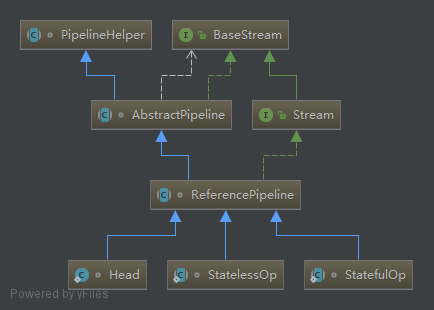 PipelineHelper
BaseStream
AbstractPipeline
Stream
ReferencePipeline
Head
StatelessOp
StatefulOp
Powered by yFiles